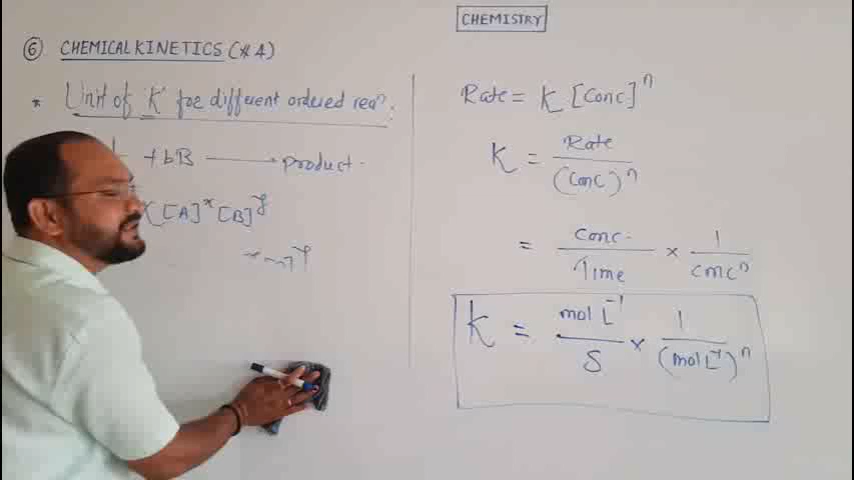 CHEMISTRY
⑥ CHEMICAL KINETICS (*4)
* Unit of 'K' for different ordered reaⁿ.
+ bB ⟶ product.
[A]ˣ[B]ʸ
Rate = K [Conc]ⁿ
K = Rate / (Conc)ⁿ
= Conc. / Time × 1 / Concⁿ
K = mol L⁻¹ / S × 1 / (mol L⁻¹)ⁿ